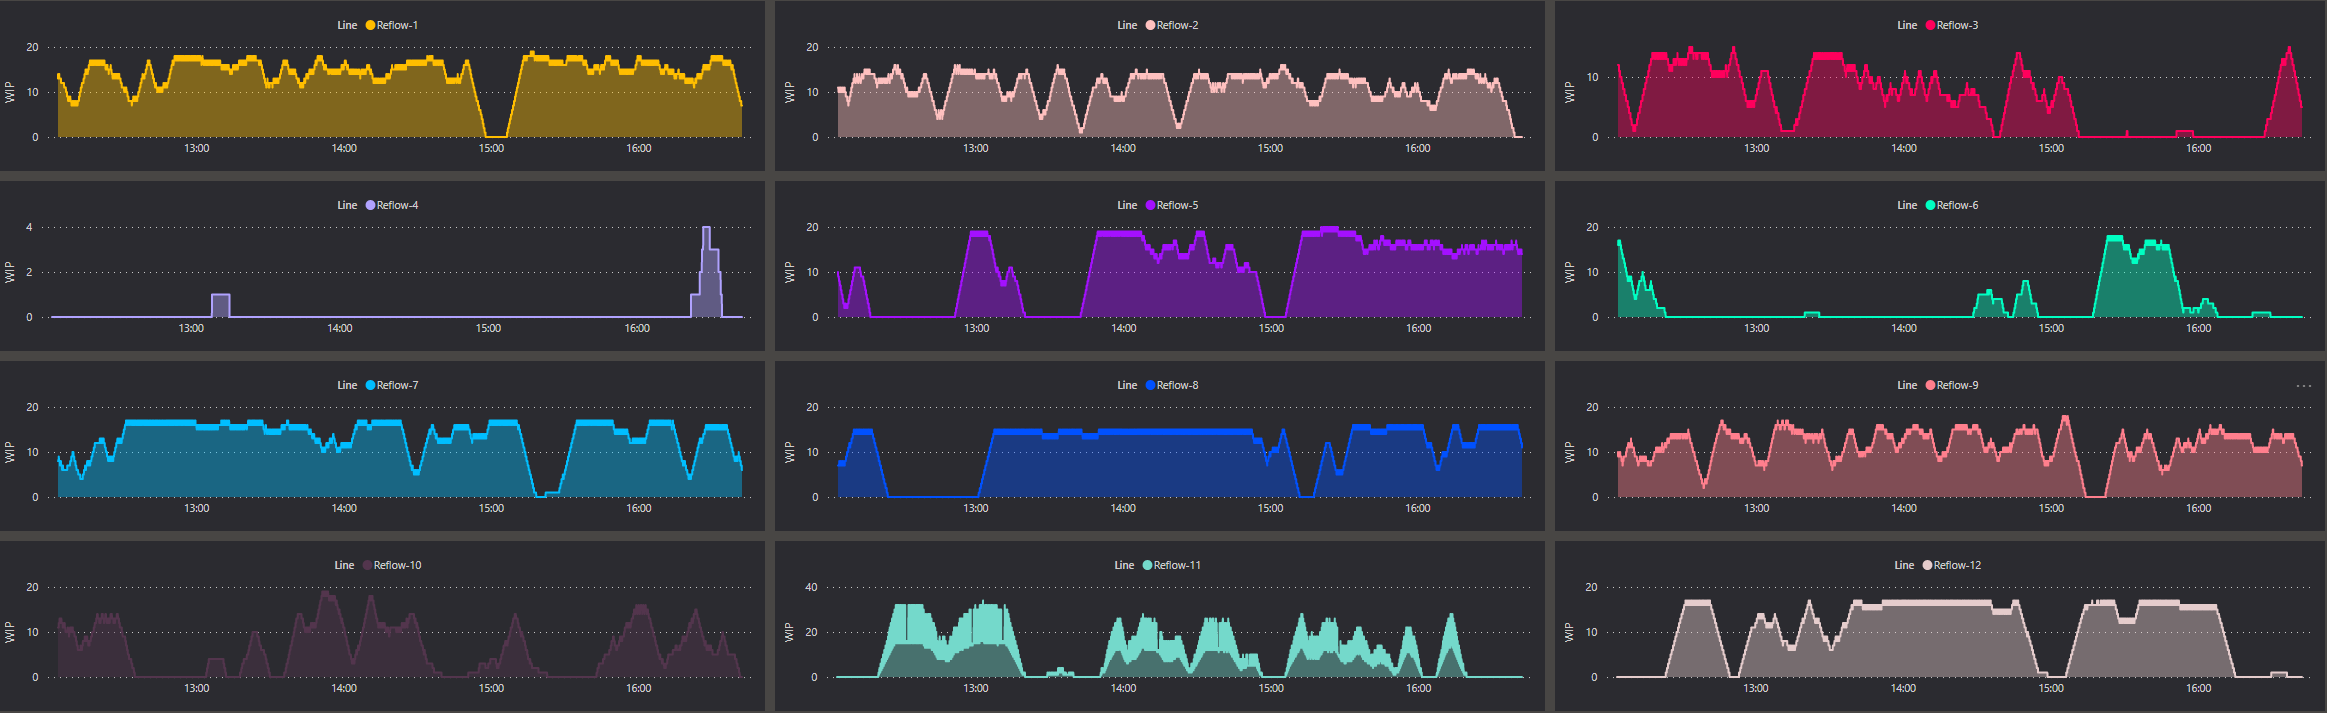 Line Reflow-1
WIP
20
10
0
13:00 14:00 15:00 16:00
Line Reflow-2
WIP
20
10
0
13:00 14:00 15:00 16:00
Line Reflow-3
WIP
10
0
13:00 14:00 15:00 16:00
Line Reflow-4
WIP
4
2
0
13:00 14:00 15:00 16:00
Line Reflow-5
WIP
20
10
0
13:00 14:00 15:00 16:00
Line Reflow-6
WIP
20
10
0
13:00 14:00 15:00 16:00
Line Reflow-7
WIP
20
10
0
13:00 14:00 15:00 16:00
Line Reflow-8
WIP
20
10
0
13:00 14:00 15:00 16:00
Line Reflow-9
WIP
20
10
0
13:00 14:00 15:00 16:00
Line Reflow-10
WIP
20
10
0
13:00 14:00 15:00 16:00
Line Reflow-11
WIP
40
20
0
13:00 14:00 15:00 16:00
Line Reflow-12
WIP
20
10
0
13:00 14:00 15:00 16:00